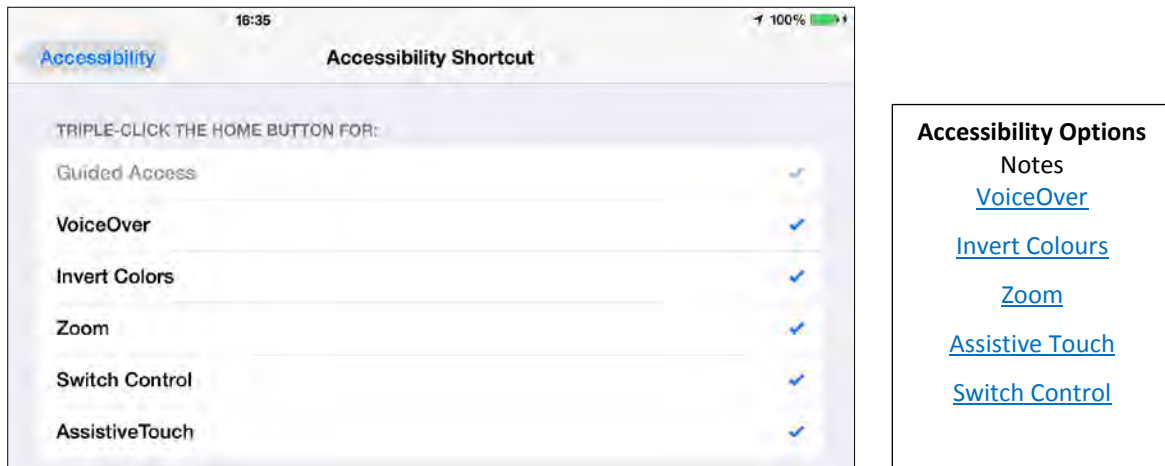 16:35
100%
Accessibility
Accessibility Shortcut
TRIPLE-CLICK THE HOME BUTTON FOR:
Guided Access
VoiceOver
Invert Colors
Zoom
Switch Control
AssistiveTouch
Accessibility Options
Notes
VoiceOver
Invert Colours
Zoom
Assistive Touch
Switch Control